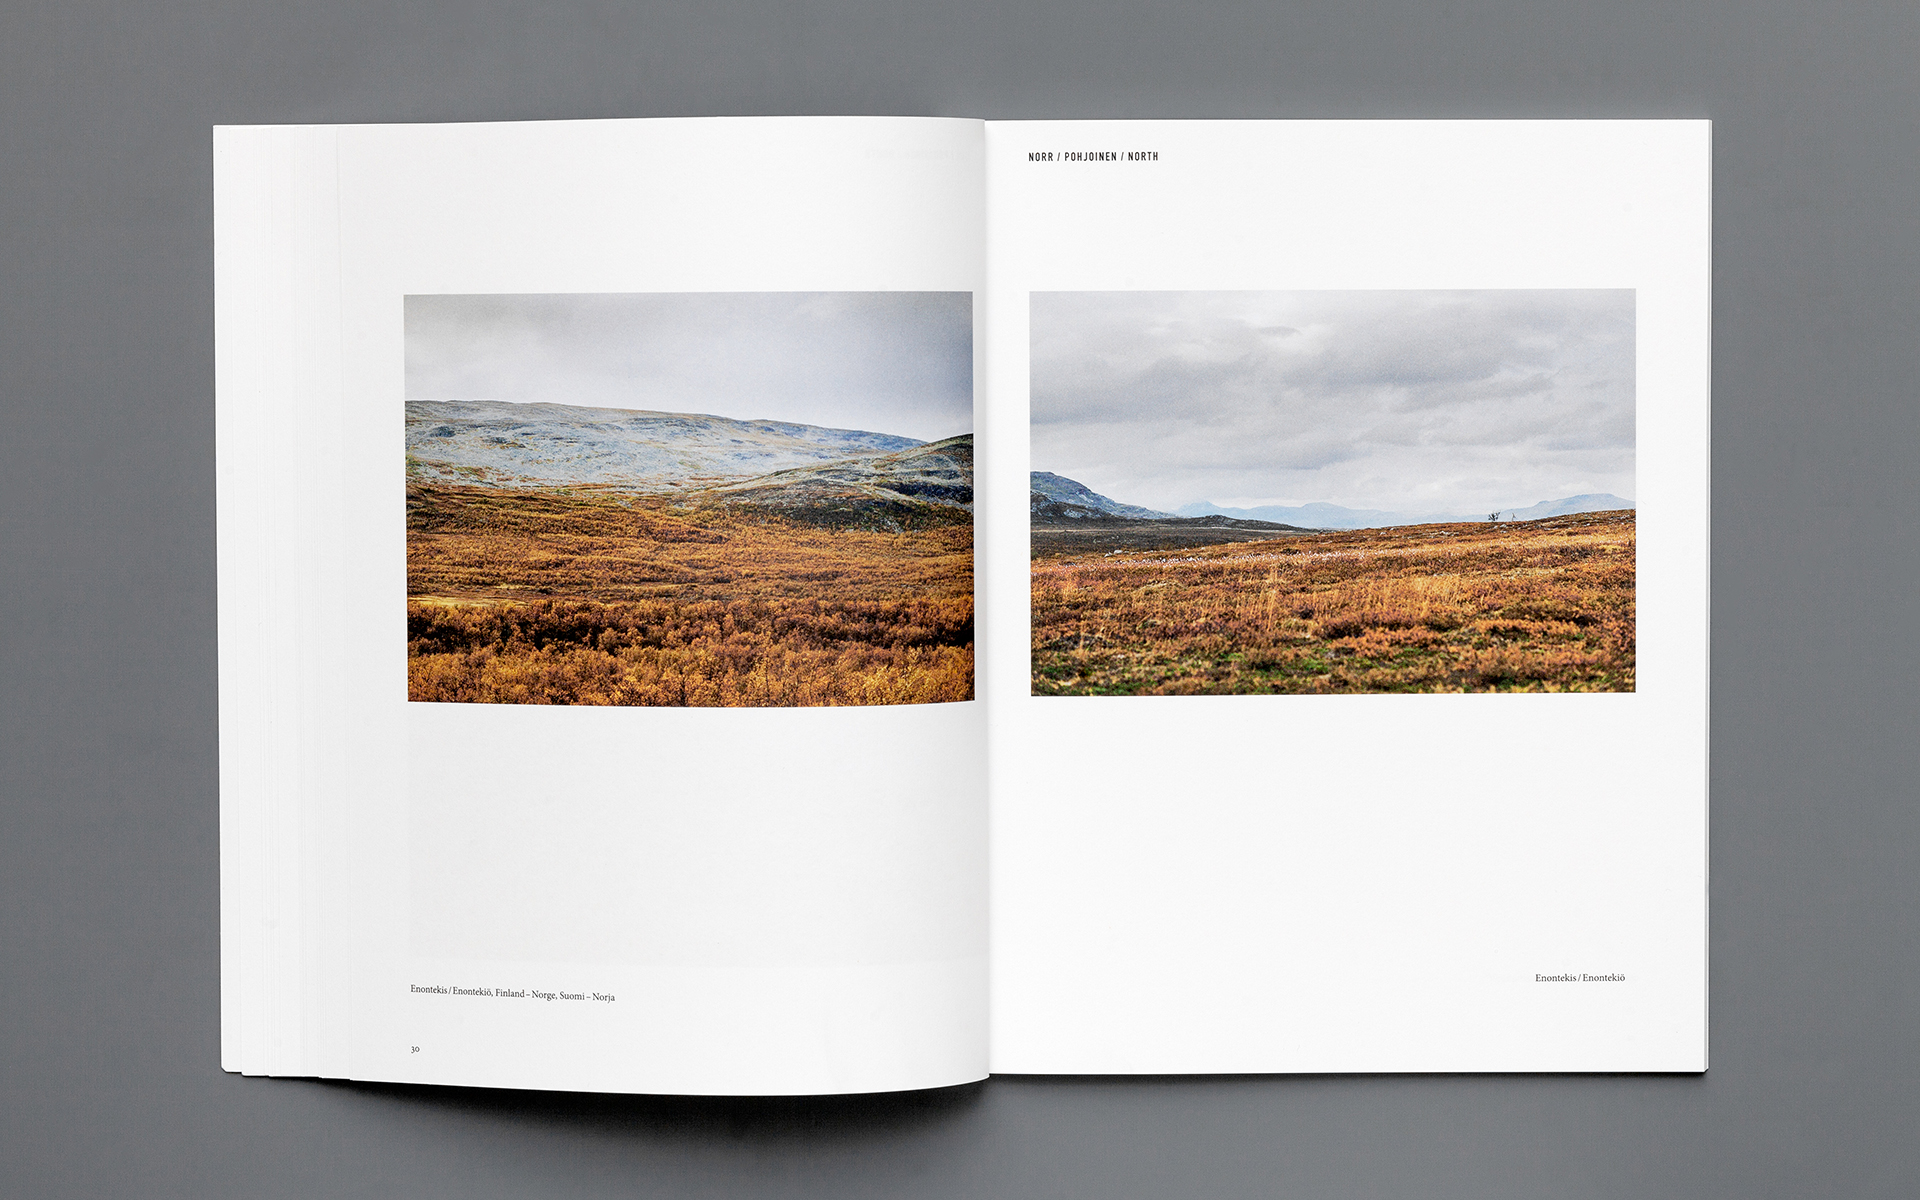 Enontekis / Enontekiö, Finland – Norge, Suomi – Norja
30
NORR / POHJOINEN / NORTH
Enontekis / Enontekiö